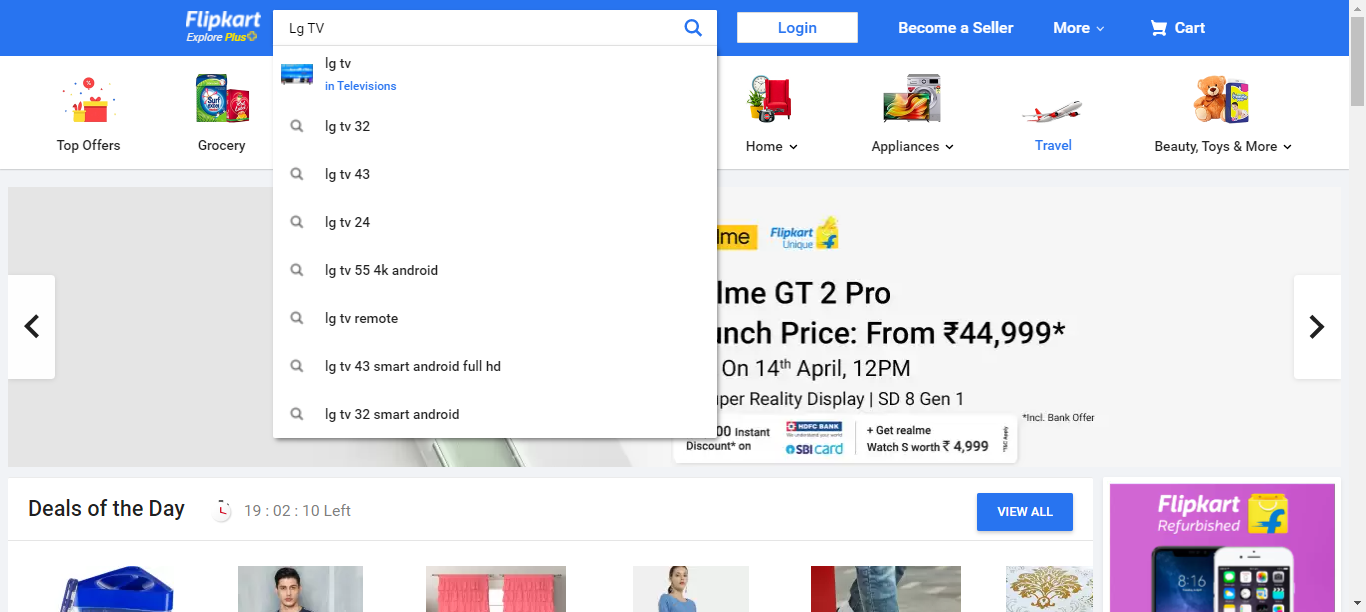 Flipkart
Explore Plus
Lg TV
Login
Become a Seller
More
Cart
lg tv
in Televisions
lg tv 32
lg tv 43
lg tv 24
lg tv 55 4k android
lg tv remote
lg tv 43 smart android full hd
lg tv 32 smart android
Top Offers
Grocery
Home
Appliances
Travel
Beauty, Toys & More
Flipkart
Unique
GT 2 Pro
Price: From ₹44,999*
On 14th April, 12PM
Reality Display | SD 8 Gen 1
*Incl. Bank Offer
Instant
Discount* on
HDFC BANK
We understand your world
SBI card
+ Get realme
Watch S worth ₹ 4,999
*T&C Apply
Deals of the Day
19 : 02 : 10 Left
VIEW ALL
Flipkart
Refurbished
8:16